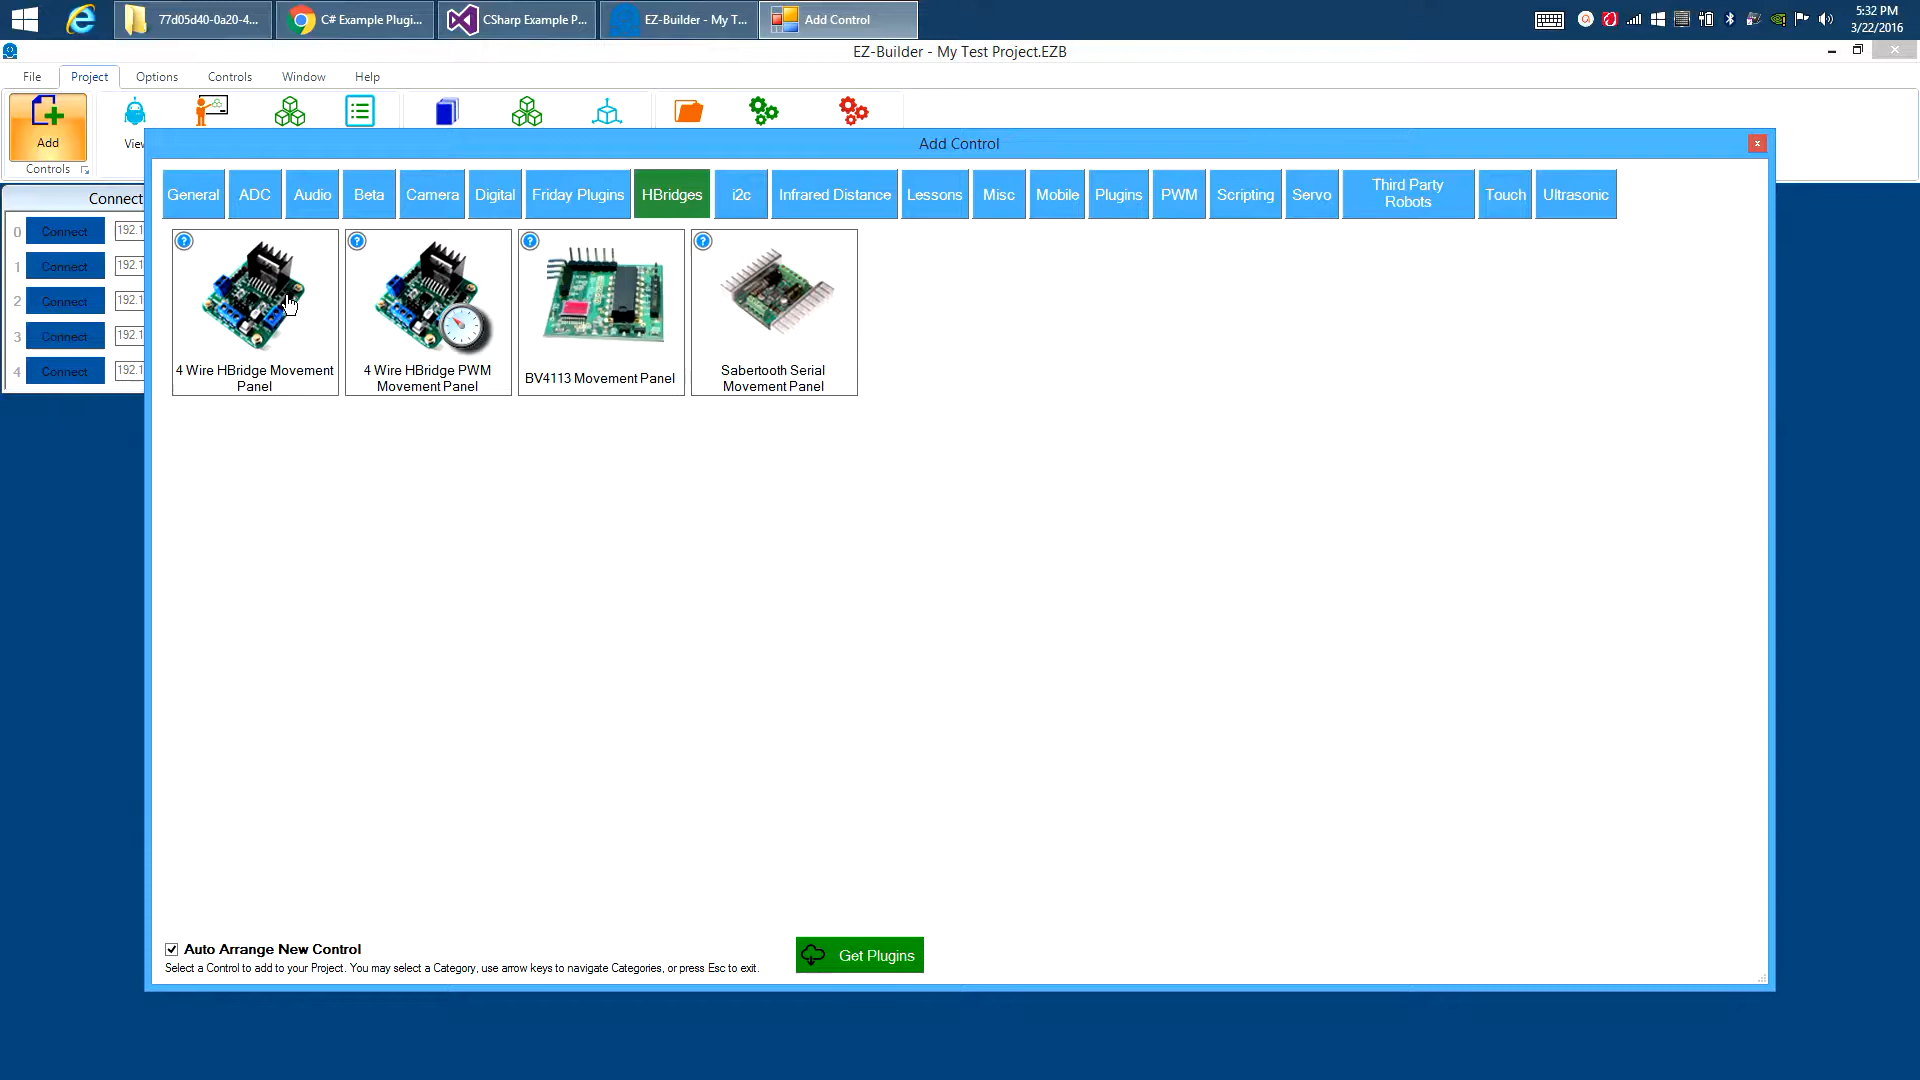 77d05d40-0a20-4...
C# Example Plugi...
CSharp Example P...
EZ-Builder - My T...
Add Control
5:32 PM
3/22/2016
EZ-Builder - My Test Project.EZB
File
Project
Options
Controls
Window
Help
Add
Controls
Add Control
x
General
ADC
Audio
Beta
Camera
Digital
Friday Plugins
HBridges
i2c
Infrared Distance
Lessons
Misc
Mobile
Plugins
PWM
Scripting
Servo
Third Party
Robots
Touch
Ultrasonic
Connect
0 Connect 192.1
1 Connect 192.1
2 Connect 192.1
3 Connect 192.1
4 Connect 192.1
? ? ? ?
4 Wire HBridge Movement
Panel
4 Wire HBridge PWM
Movement Panel
BV4113 Movement Panel
Sabertooth Serial
Movement Panel
Auto Arrange New Control
Select a Control to add to your Project. You may select a Category, use arrow keys to navigate Categories, or press Esc to exit.
Get Plugins